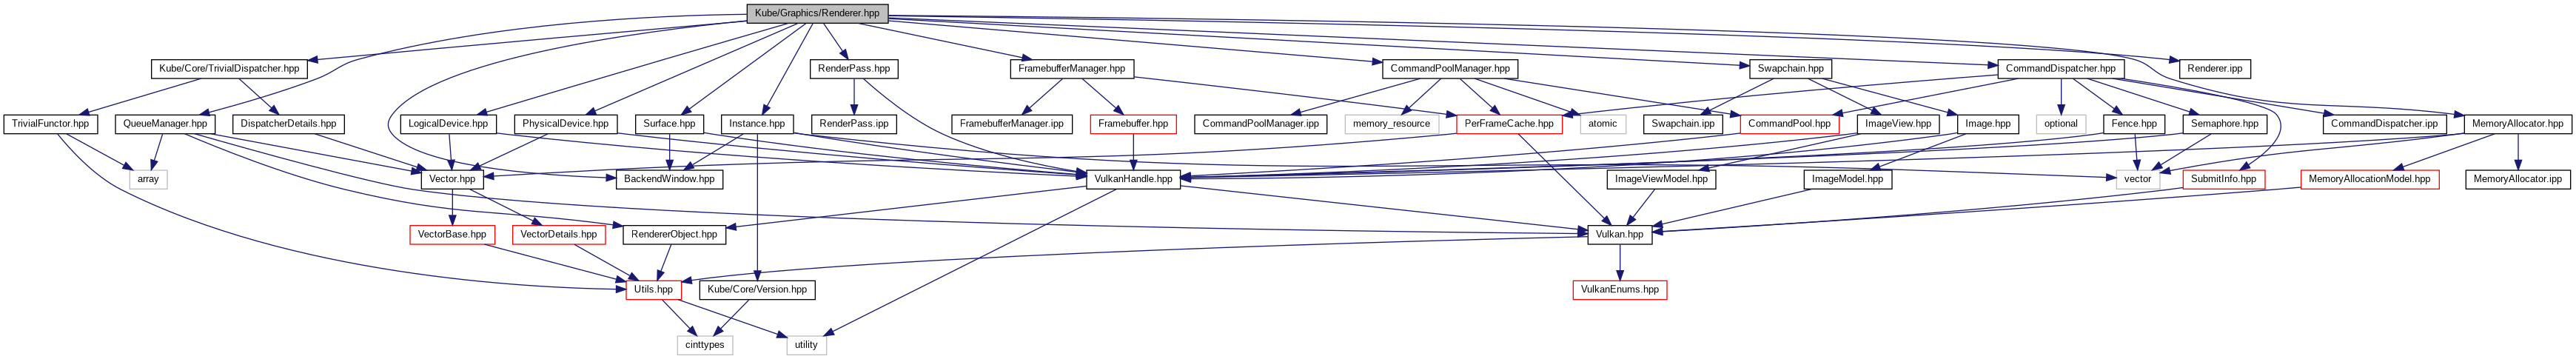 Kube/Graphics/Renderer.hpp
Kube/Core/TrivialDispatcher.hpp
RenderPass.hpp
FramebufferManager.hpp
CommandPoolManager.hpp
Swapchain.hpp
CommandDispatcher.hpp
Renderer.ipp
TrivialFunctor.hpp
QueueManager.hpp
DispatcherDetails.hpp
LogicalDevice.hpp
PhysicalDevice.hpp
Surface.hpp
Instance.hpp
RenderPass.ipp
FramebufferManager.ipp
Framebuffer.hpp
CommandPoolManager.ipp
memory_resource
PerFrameCache.hpp
atomic
Swapchain.ipp
CommandPool.hpp
ImageView.hpp
Image.hpp
optional
Fence.hpp
Semaphore.hpp
CommandDispatcher.ipp
MemoryAllocator.hpp
array
Vector.hpp
BackendWindow.hpp
VulkanHandle.hpp
ImageViewModel.hpp
ImageModel.hpp
vector
SubmitInfo.hpp
MemoryAllocationModel.hpp
MemoryAllocator.ipp
VectorBase.hpp
VectorDetails.hpp
RendererObject.hpp
Vulkan.hpp
Utils.hpp
Kube/Core/Version.hpp
VulkanEnums.hpp
cinttypes
utility